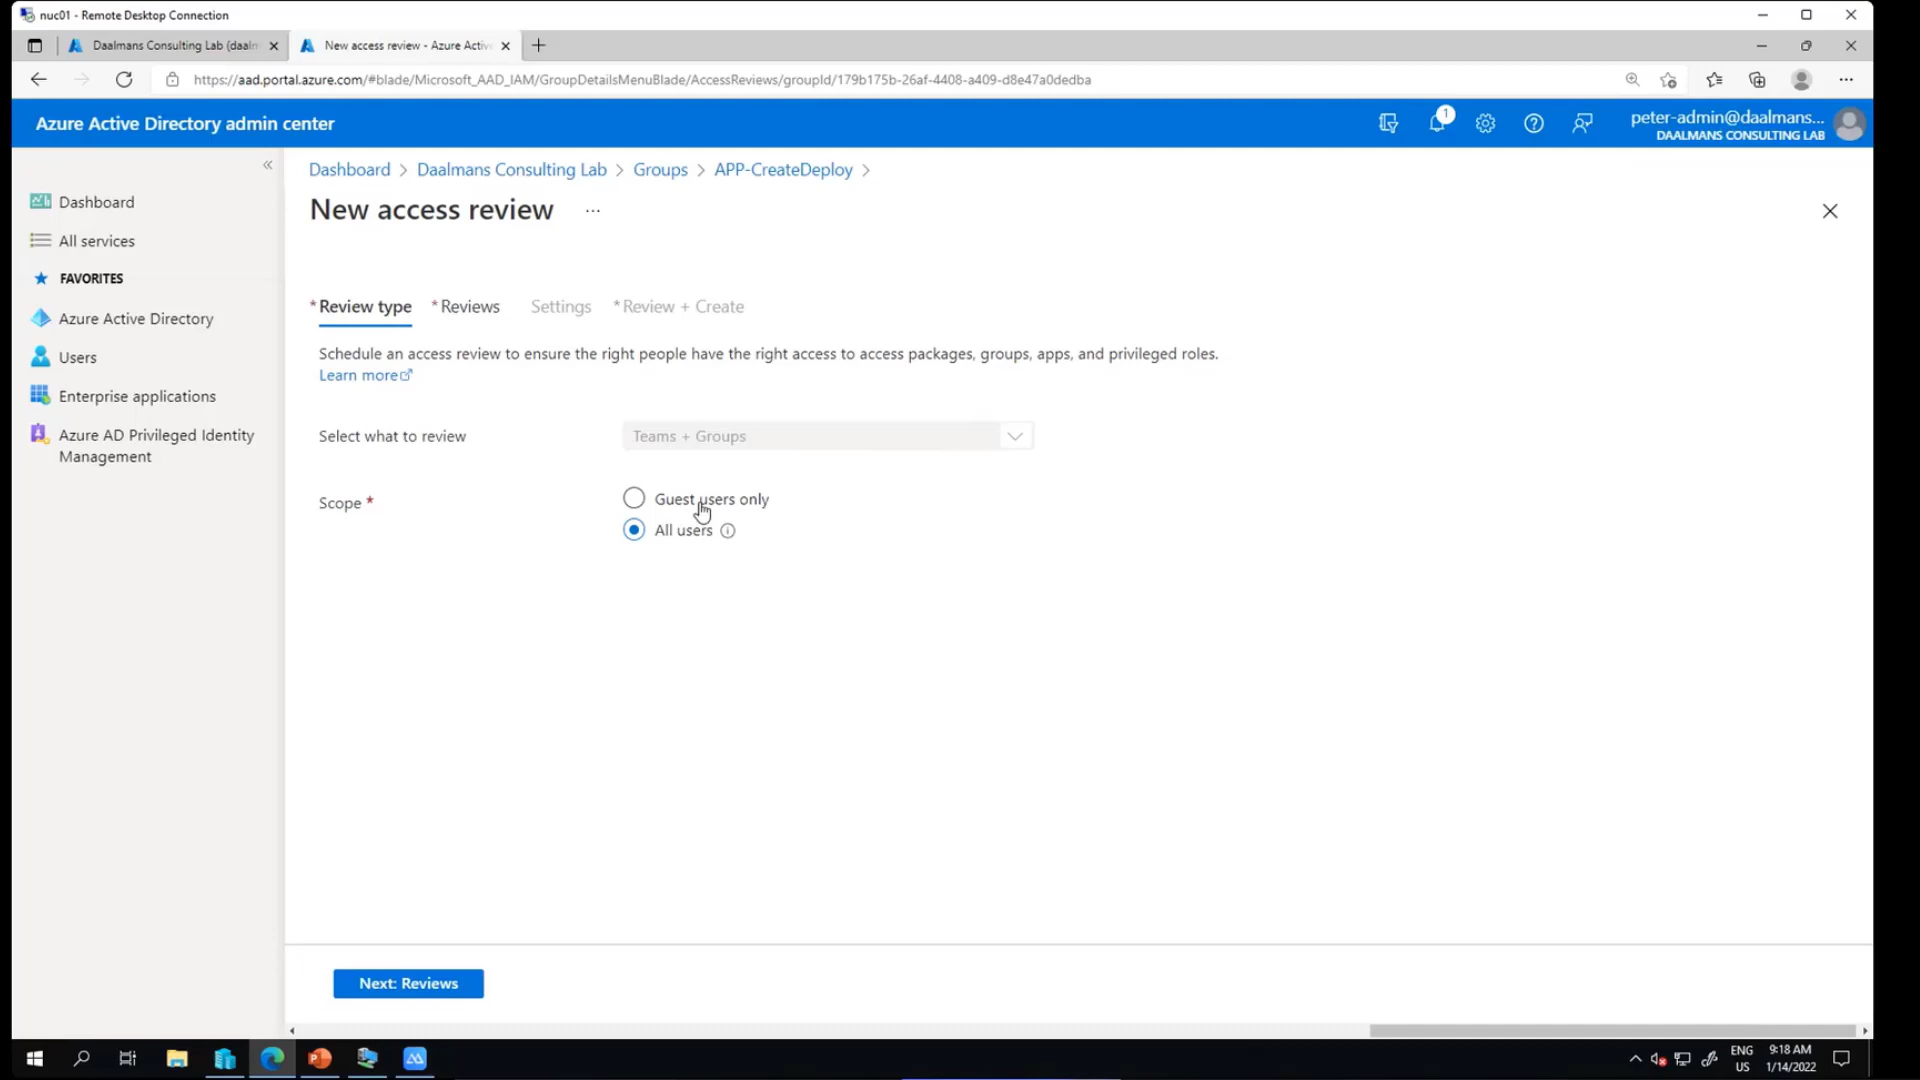 nuc01 - Remote Desktop Connection
Daalmans Consulting Lab (daalm
New access review - Azure Active
https://aad.portal.azure.com/#blade/Microsoft_AAD_IAM/GroupDetailsMenuBlade/AccessReviews/groupId/179b175b-26af-4408-a409-d8e47a0dedba
Azure Active Directory admin center
1
peter-admin@daalmans...
DAALMANS CONSULTING LAB
Dashboard > Daalmans Consulting Lab > Groups > APP-CreateDeploy >
New access review ...
Dashboard
All services
FAVORITES
Azure Active Directory
Users
Enterprise applications
Azure AD Privileged Identity
Management
* Review type * Reviews Settings * Review + Create
Schedule an access review to ensure the right people have the right access to access packages, groups, apps, and privileged roles.
Learn more
Select what to review
Teams + Groups
Scope *
Guest users only
All users
Next: Reviews
ENG
US
9:18 AM
1/14/2022